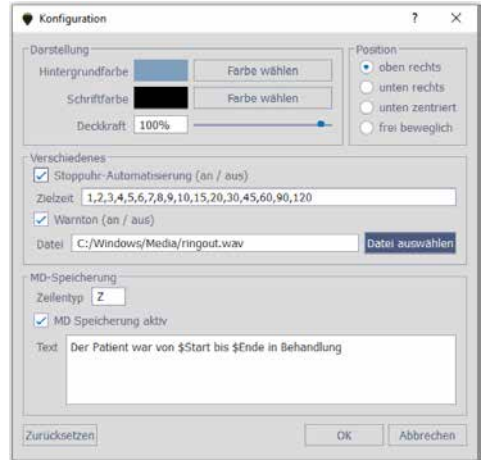 Konfiguration
Darstellung
Hintergrundfarbe Farbe wählen
Schriftfarbe Farbe wählen
Deckkraft 100%
Position
oben rechts
unten rechts
unten zentriert
frei beweglich
Verschiedenes
Stoppuhr-Automatisierung (an / aus)
Zielzeit 1,2,3,4,5,6,7,8,9,10,15,20,30,45,60,90,120
Warnton (an / aus)
Datei C:/Windows/Media/ringout.wav Datei auswählen
MD-Speicherung
Zeilentyp Z
MD Speicherung aktiv
Text Der Patient war von $Start bis $Ende in Behandlung
Zurücksetzen OK Abbrechen